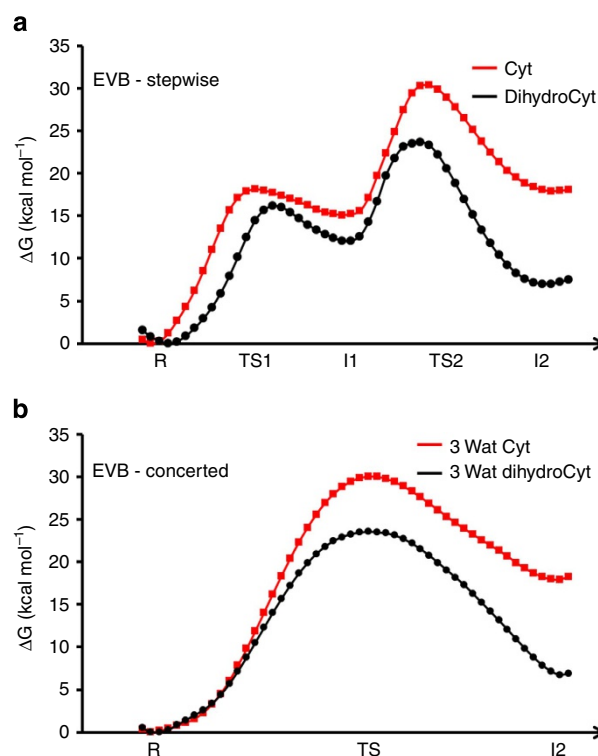 a
EVB - stepwise
Cyt
DihydroCyt
ΔG (kcal mol⁻¹)
35
30
25
20
15
10
5
0
R TS1 I1 TS2 I2
b
EVB - concerted
3 Wat Cyt
3 Wat dihydroCyt
ΔG (kcal mol⁻¹)
35
30
25
20
15
10
5
0
R TS I2